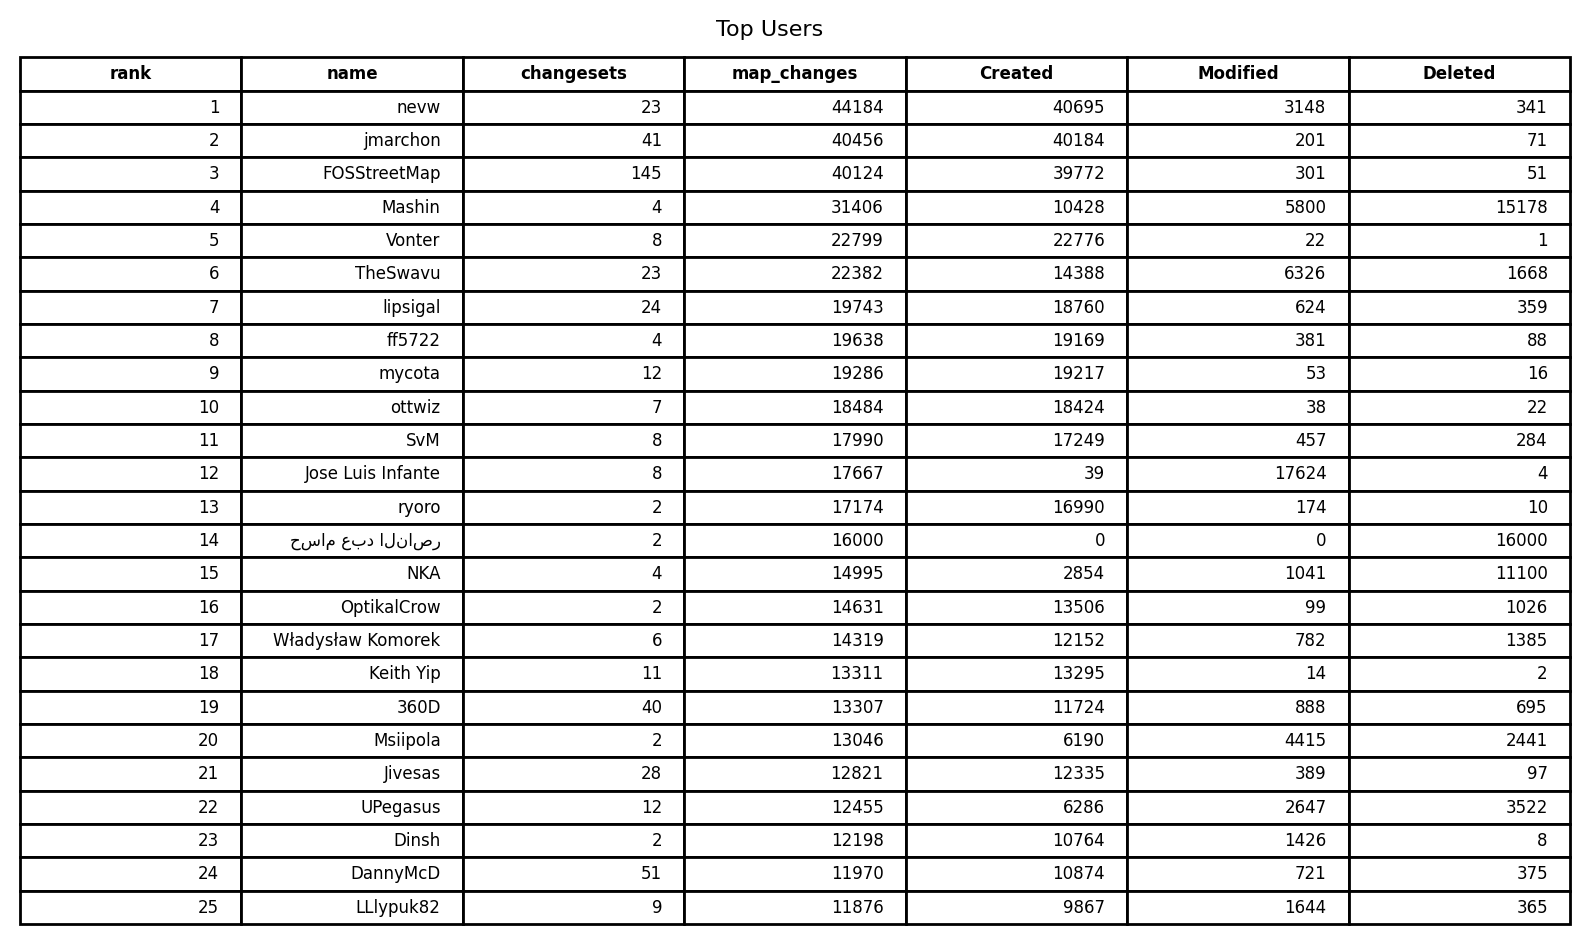 Top Users
rank name changesets map_changes Created Modified Deleted
1 nevw 23 44184 40695 3148 341
2 jmarchon 41 40456 40184 201 71
3 FOSStreetMap 145 40124 39772 301 51
4 Mashin 4 31406 10428 5800 15178
5 Vonter 8 22799 22776 22 1
6 TheSwavu 23 22382 14388 6326 1668
7 lipsigal 24 19743 18760 624 359
8 ff5722 4 19638 19169 381 88
9 mycota 12 19286 19217 53 16
10 ottwiz 7 18484 18424 38 22
11 SvM 8 17990 17249 457 284
12 Jose Luis Infante 8 17667 39 17624 4
13 ryoro 2 17174 16990 174 10
14 حسام عبد الناصر 2 16000 0 0 16000
15 NKA 4 14995 2854 1041 11100
16 OptikalCrow 2 14631 13506 99 1026
17 Władysław Komorek 6 14319 12152 782 1385
18 Keith Yip 11 13311 13295 14 2
19 360D 40 13307 11724 888 695
20 Msiipola 2 13046 6190 4415 2441
21 Jivesas 28 12821 12335 389 97
22 UPegasus 12 12455 6286 2647 3522
23 Dinsh 2 12198 10764 1426 8
24 DannyMcD 51 11970 10874 721 375
25 LLlypuk82 9 11876 9867 1644 365